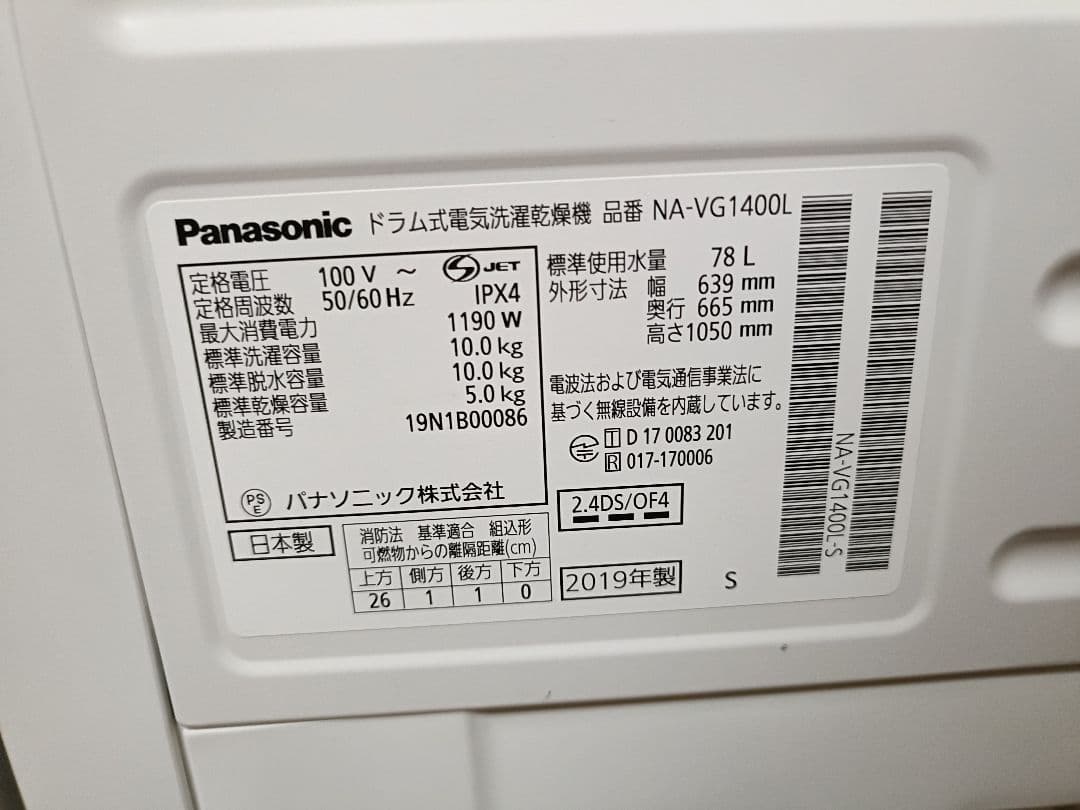 Panasonic ドラム式電気洗濯乾燥機 品番 NA-VG1400L
定格電圧 100 V ～ S JET
定格周波数 50/60 Hz IPX4
最大消費電力 1190 W
標準洗濯容量 10.0 kg
標準脱水容量 10.0 kg
標準乾燥容量 5.0 kg
製造番号 19N1B00086
PS E パナソニック株式会社
標準使用水量 78 L
外形寸法 幅 639 mm
奥行 665 mm
高さ1050 mm
電波法および電気通信事業法に
基づく無線設備を内蔵しています。
T D 17 0083 201
R 017-170006
2.4DS/OF4
日本製
消防法 基準適合 組込形
可燃物からの離隔距離(cm)
上方 側方 後方 下方
26 1 1 0
2019年製 S
NA-VG1400L-S